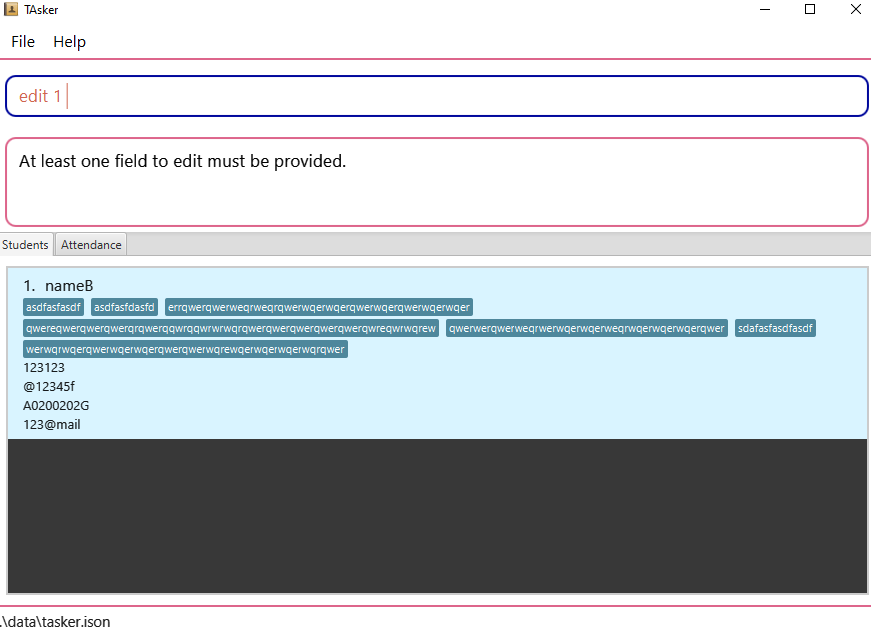 TAsker
File Help
edit 1
At least one field to edit must be provided.
Students Attendance
1. nameB
asdfasfasdf asdfasfdasfd errqwerqwerweqrweqrqwerwqerwqerqwerwqerqwerwqerwqer
qwereqwerqwerqwerqrqwerqqwrqqwrwrwqrqwerqwerqwerqwerqwerqwreqwrwqrew qwerwerqwerweqrwerwqerwqerweqrwqerwqerwqerqwer sdafasfasdfasdf
werwqrwqerqwerwqerwqerwqerqwerqwerwqrewqerwqerwqerwqrqwer
123123
@12345f
A0200202G
123@mail
.\data\tasker.json